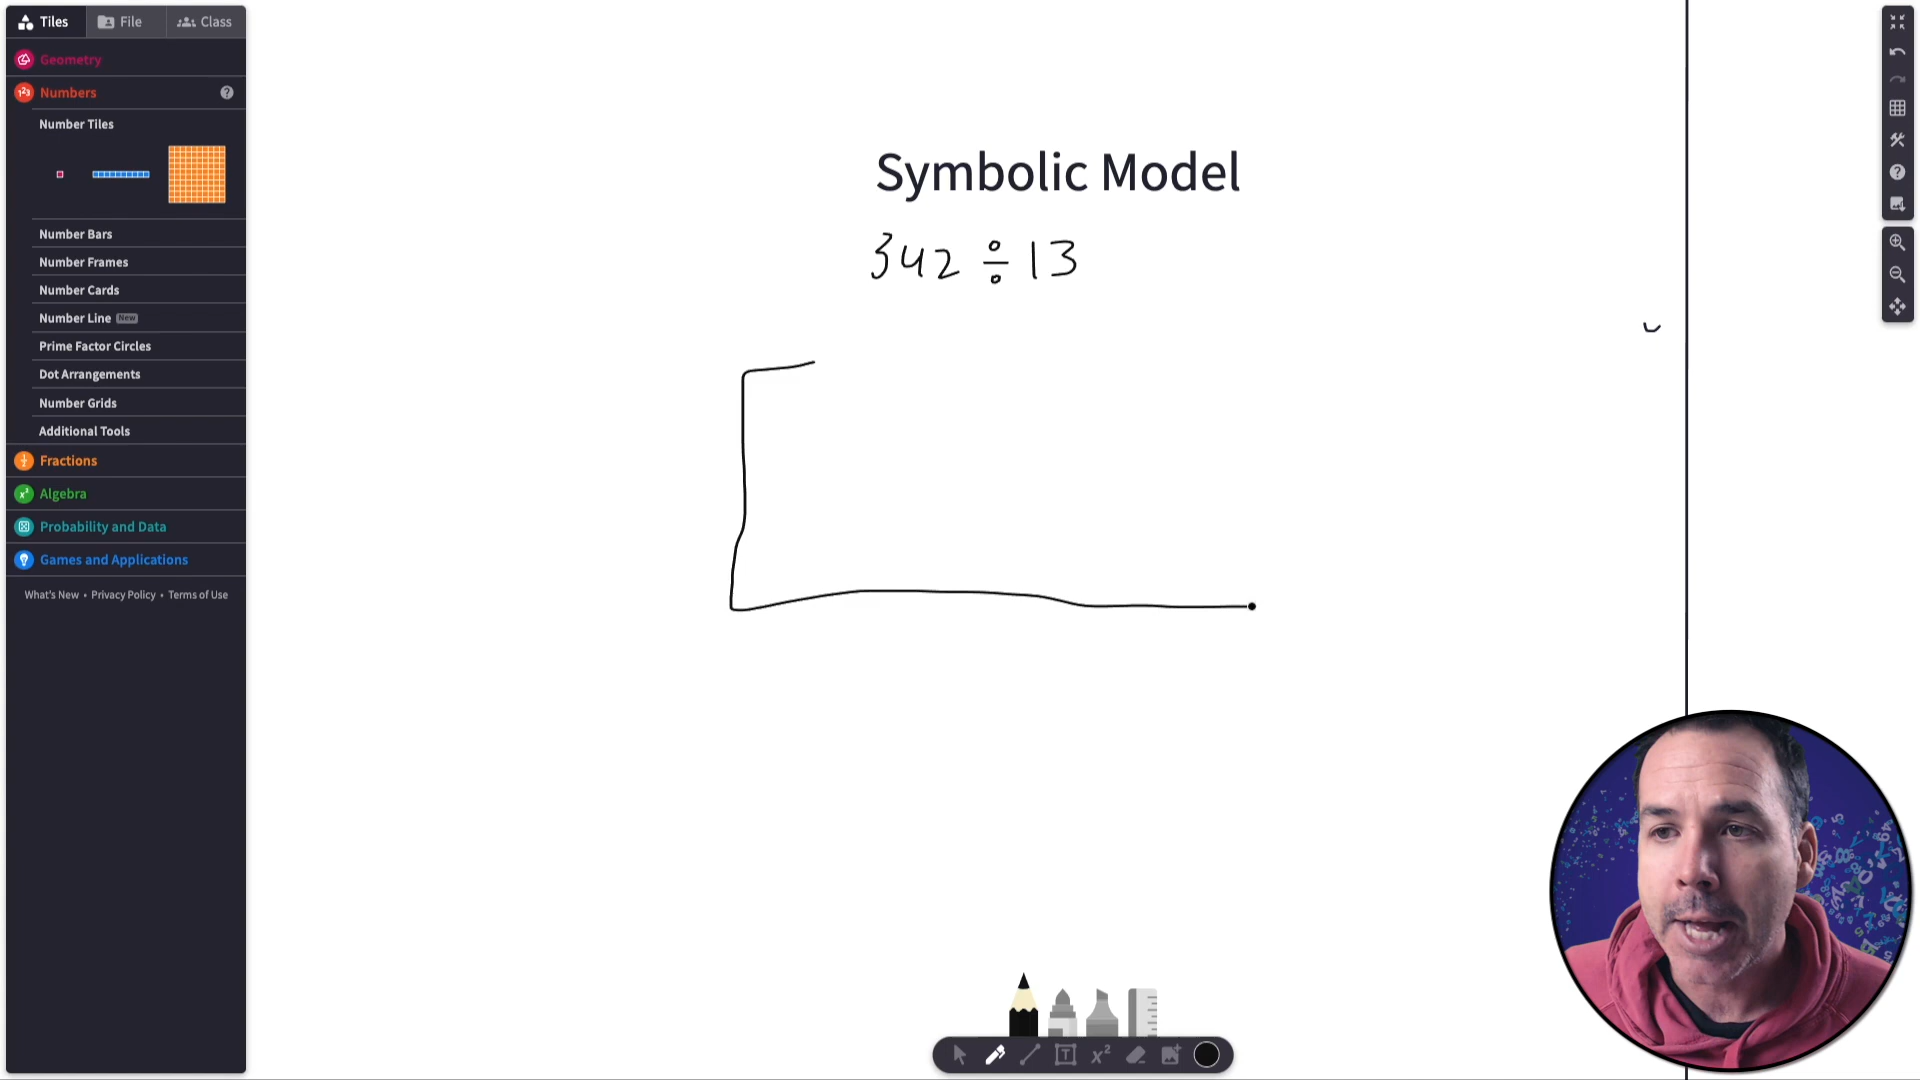 Tiles
File
Class
Geometry
Numbers
Number Tiles
Number Bars
Number Frames
Number Cards
Number Line New
Prime Factor Circles
Dot Arrangements
Number Grids
Additional Tools
Fractions
Algebra
Probability and Data
Games and Applications
What's New • Privacy Policy • Terms of Use
Symbolic Model
342 ÷ 13